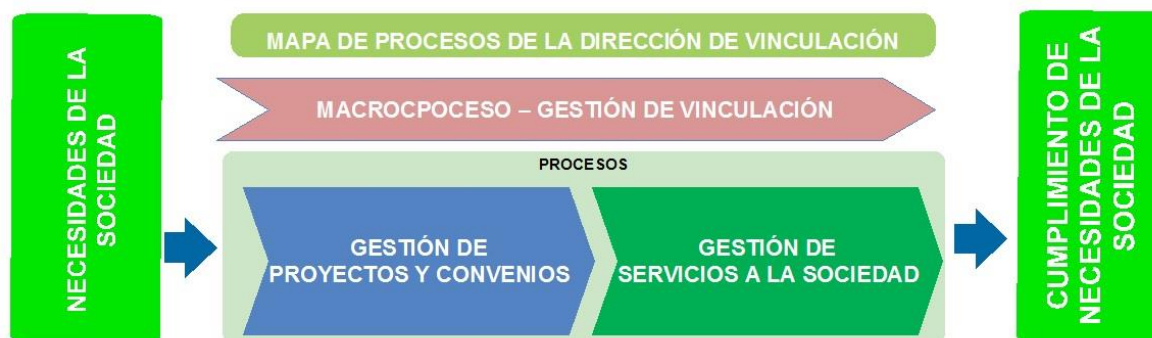 NECESIDADES DE LA
SOCIEDAD
MAPA DE PROCESOS DE LA DIRECCIÓN DE VINCULACIÓN
MACROCPOCESO – GESTIÓN DE VINCULACIÓN
PROCESOS
GESTIÓN DE
PROYECTOS Y CONVENIOS
GESTIÓN DE
SERVICIOS A LA SOCIEDAD
CUMPLIMIENTO DE
NECESIDADES DE LA
SOCIEDAD